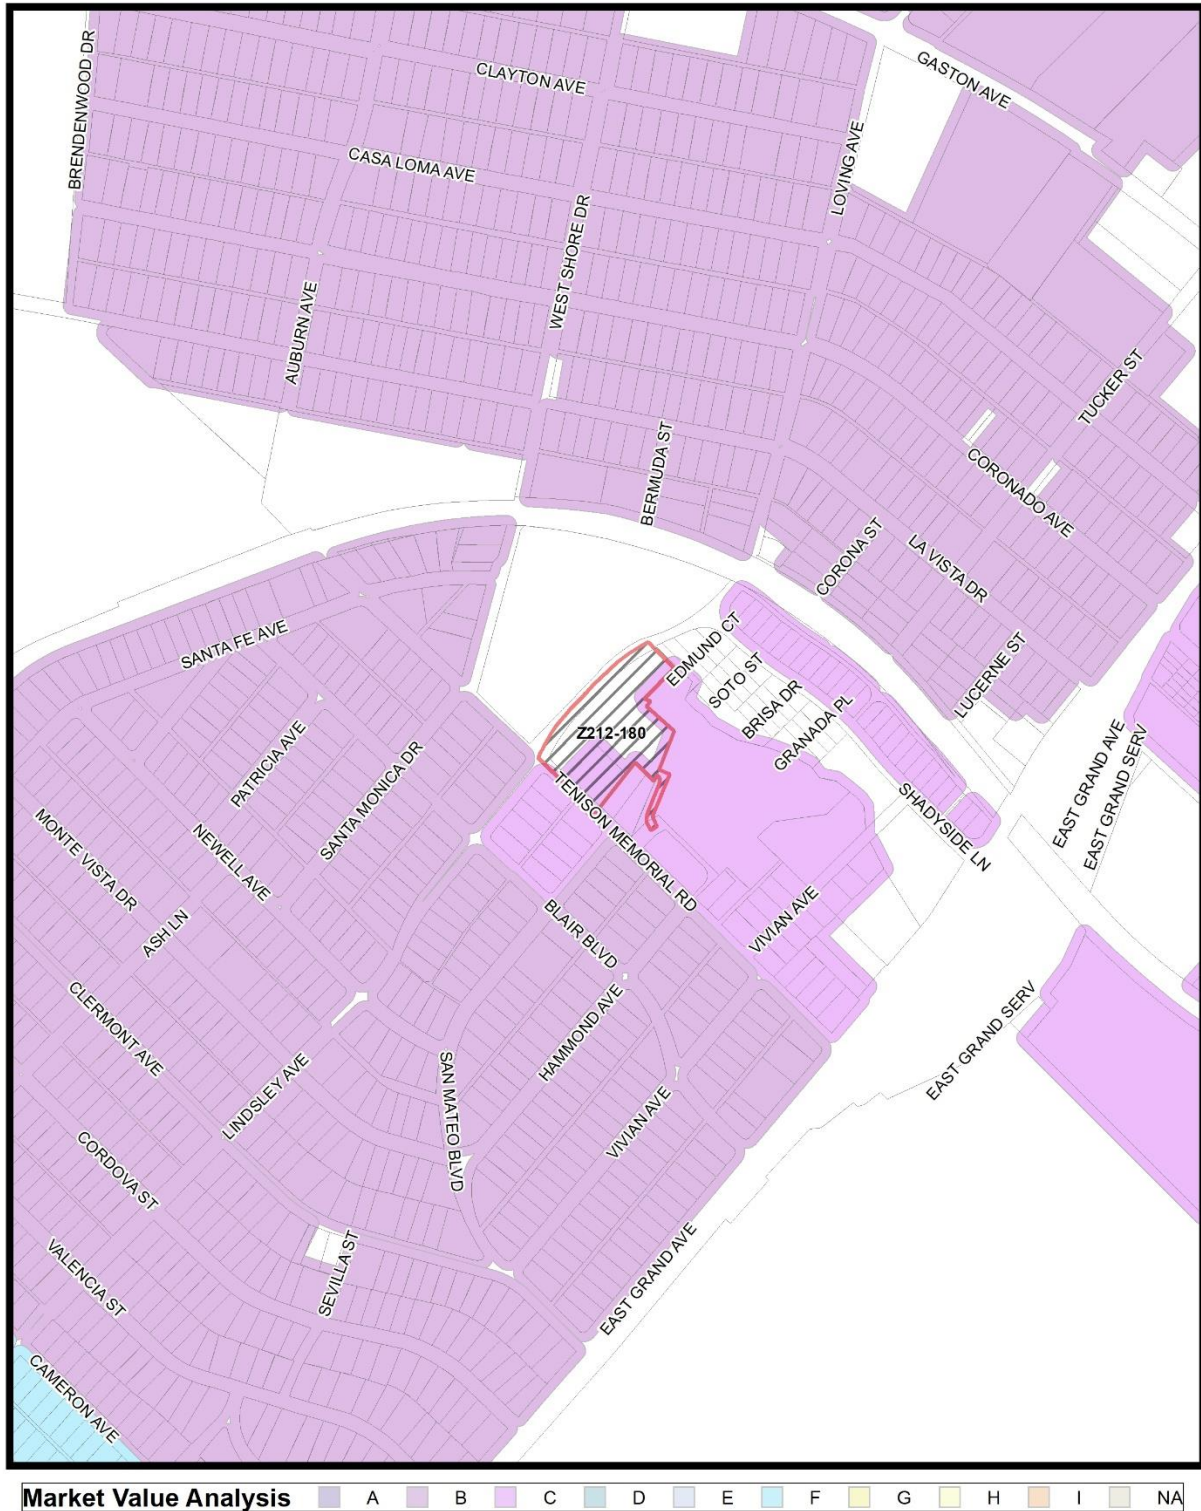 GASTON AVE
CLAYTON AVE
BRENDENWOOD DR
CASA LOMA AVE
LOVING AVE
WEST SHORE DR
AUBURN AVE
TUCKER ST
BERMUDA ST
CORONADO AVE
CORONA ST
LA VISTA DR
SANTA FE AVE
EDMUND CT
SOTO ST
LUCERNE ST
BRISA DR
GRANADA PL
Z212-180
PATRICIA AVE
SANTA MONICA DR
EAST GRAND AVE
EAST GRAND SERV
TENISON MEMORIAL RD
SHADYSIDE LN
MONTE VISTA DR
NEWELL AVE
ASH LN
BLAIR BLVD
VIVIAN AVE
CLERMONT AVE
HAMMOND AVE
EAST GRAND SERV
LINDSLEY AVE
SAN MATEO BLVD
VIVIAN AVE
CORDOVA ST
SEVILLA ST
EAST GRAND AVE
VALENCIA ST
CAMERON AVE
Market Value Analysis A B C D E F G H I NA